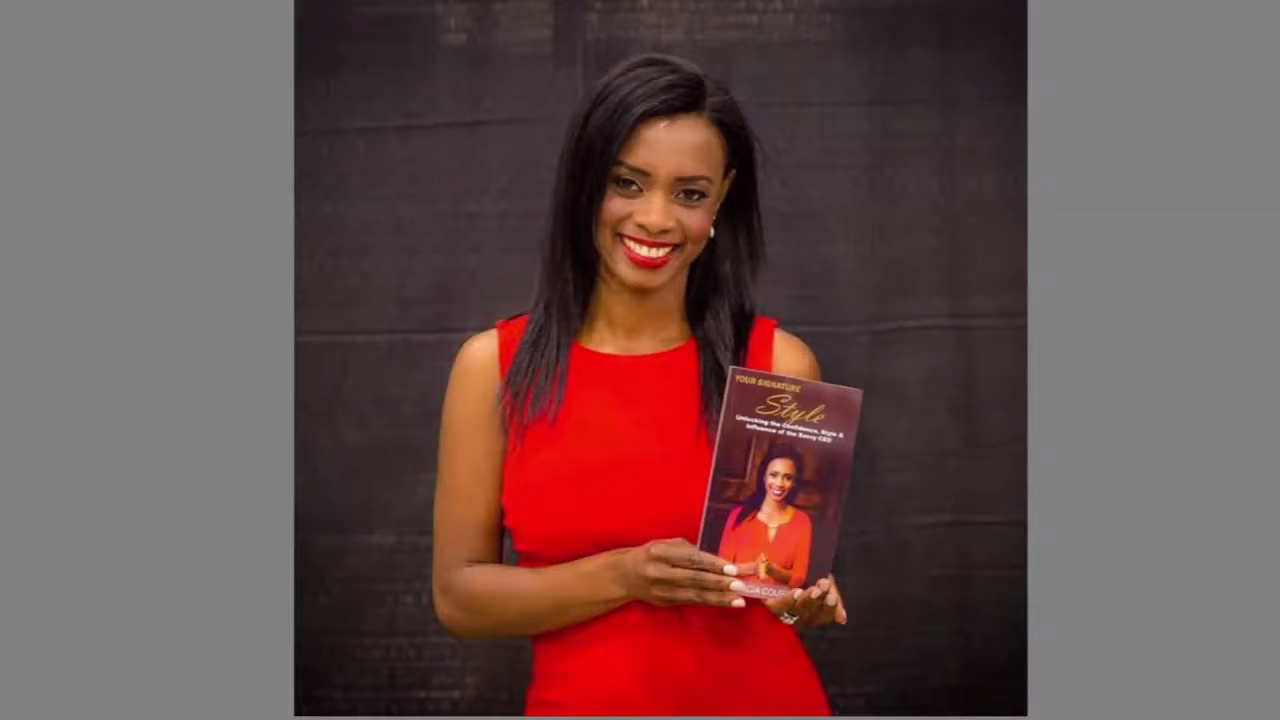 YOUR SIGNATURE
Style
Unlocking the Confidence, Style &
Influence of the Savvy CEO